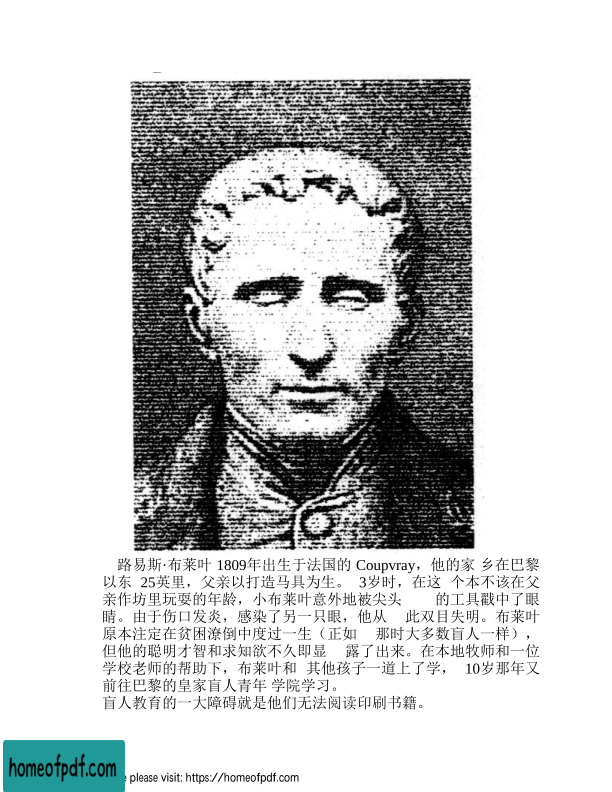 路易斯·布莱叶 1809年出生于法国的 Coupvray，他的家 乡在巴黎
以东 25英里，父亲以打造马具为生。 3岁时，在这 个本不该在父
亲作坊里玩耍的年龄，小布莱叶意外地被尖头 的工具戳中了眼
睛。由于伤口发炎，感染了另一只眼，他从 此双目失明。布莱叶
原本注定在贫困潦倒中度过一生（正如 那时大多数盲人一样），
但他的聪明才智和求知欲不久即显 露了出来。在本地牧师和一位
学校老师的帮助下，布莱叶和 其他孩子一道上了学， 10岁那年又
前往巴黎的皇家盲人青年 学院学习。
盲人教育的一大障碍就是他们无法阅读印刷书籍。
homeofpdf.com
please visit: https://homeofpdf.com